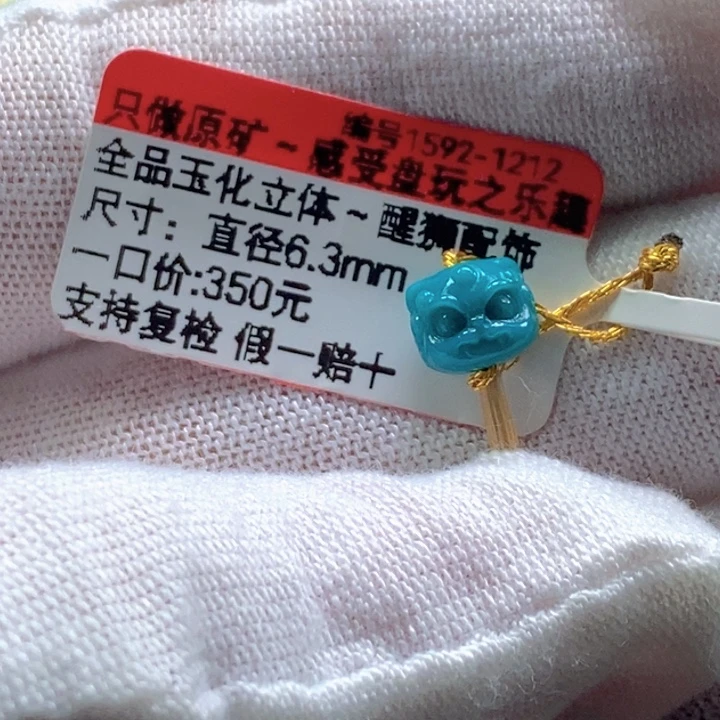 编号1592-1212
只做原矿~感受盘玩之乐趣
全品玉化立体~醒狮配饰
尺寸：直径6.3mm
一口价:350元
支持复检 假一赔十